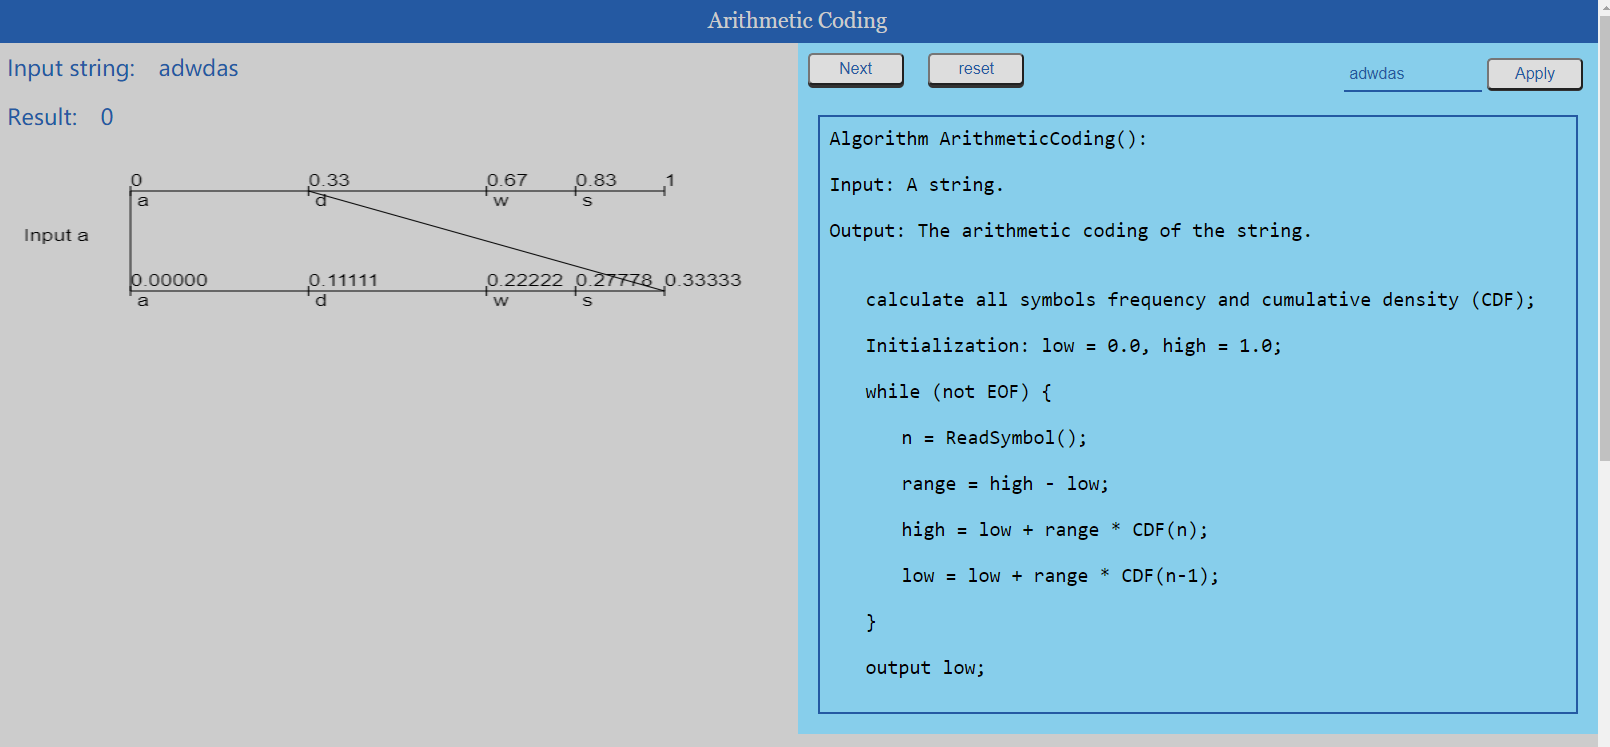 Arithmetic Coding
Input string: adwdas
Result: 0
0 0.33 0.67 0.83 1
a d w s
Input a
0.00000 0.11111 0.22222 0.27778 0.33333
a d w s
Next reset adwdas Apply
Algorithm ArithmeticCoding():
Input: A string.
Output: The arithmetic coding of the string.
calculate all symbols frequency and cumulative density (CDF);
Initialization: low = 0.0, high = 1.0;
while (not EOF) {
n = ReadSymbol();
range = high - low;
high = low + range * CDF(n);
low = low + range * CDF(n-1);
}
output low;